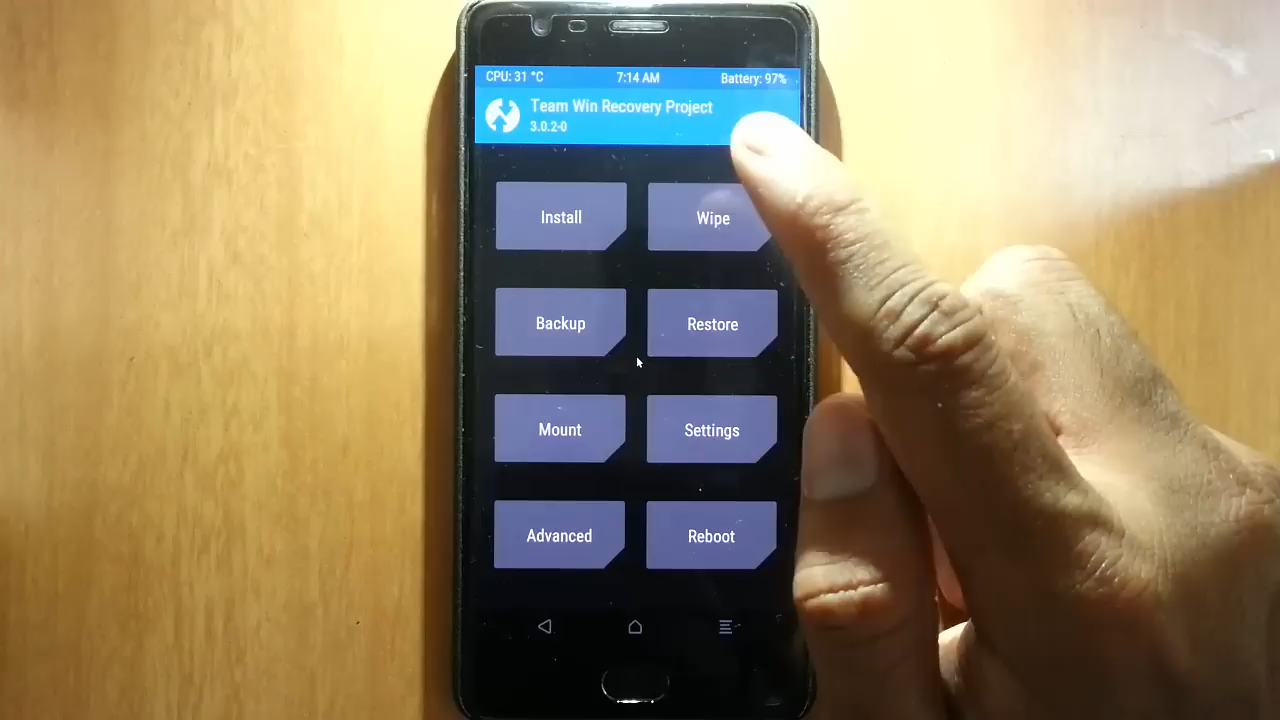 CPU: 31 °C 7:14 AM Battery: 97%
Team Win Recovery Project
3.0.2-0
Install Wipe
Backup Restore
Mount Settings
Advanced Reboot